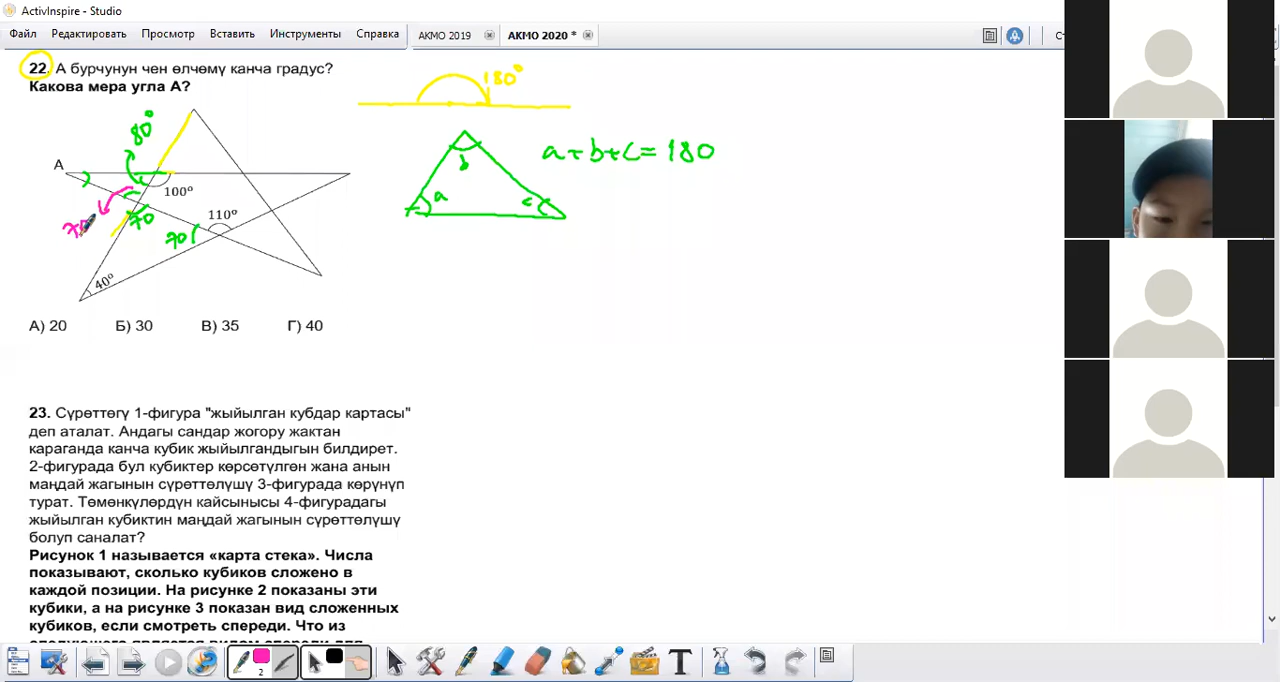 ActivInspire - Studio
Файл Редактировать Просмотр Вставить Инструменты Справка
АКМО 2019 АКМО 2020 *
22. А бурчунун чен өлчөмү канча градус?
Какова мера угла А?
180°
80°
A
a+b+c=180
b
a
c
100°
110°
70
70
40°
А) 20 Б) 30 В) 35 Г) 40
23. Сүрөттөгү 1-фигура "жыйылган кубдар картасы"
деп аталат. Андагы сандар жогору жактан
караганда канча кубик жыйылгандыгын билдирет.
2-фигурада бул кубиктер көрсөтүлгөн жана анын
маңдай жагынын сүрөттөлүшү 3-фигурада көрүнүп
турат. Төмөнкүлөрдүн кайсынысы 4-фигурадагы
жыйылган кубиктин маңдай жагынын сүрөттөлүшү
болуп саналат?
Рисунок 1 называется «карта стека». Числа
показывают, сколько кубиков сложено в
каждой позиции. На рисунке 2 показаны эти
кубики, а на рисунке 3 показан вид сложенных
кубиков, если смотреть спереди. Что из
2